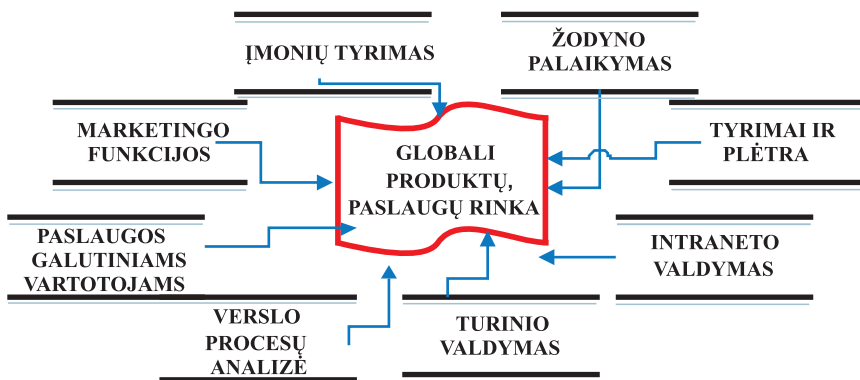 ĮMONIŲ TYRIMAS
ŽODYNO
PALAIKYMAS
MARKETINGO
FUNKCIJOS
GLOBALI
PRODUKTŲ,
PASLAUGŲ RINKA
TYRIMAI IR
PLĖTRA
PASLAUGOS
GALUTINIAMS
VARTOTOJAMS
INTRANETO
VALDYMAS
VERSLO
PROCESŲ
ANALIZĖ
TURINIO
VALDYMAS